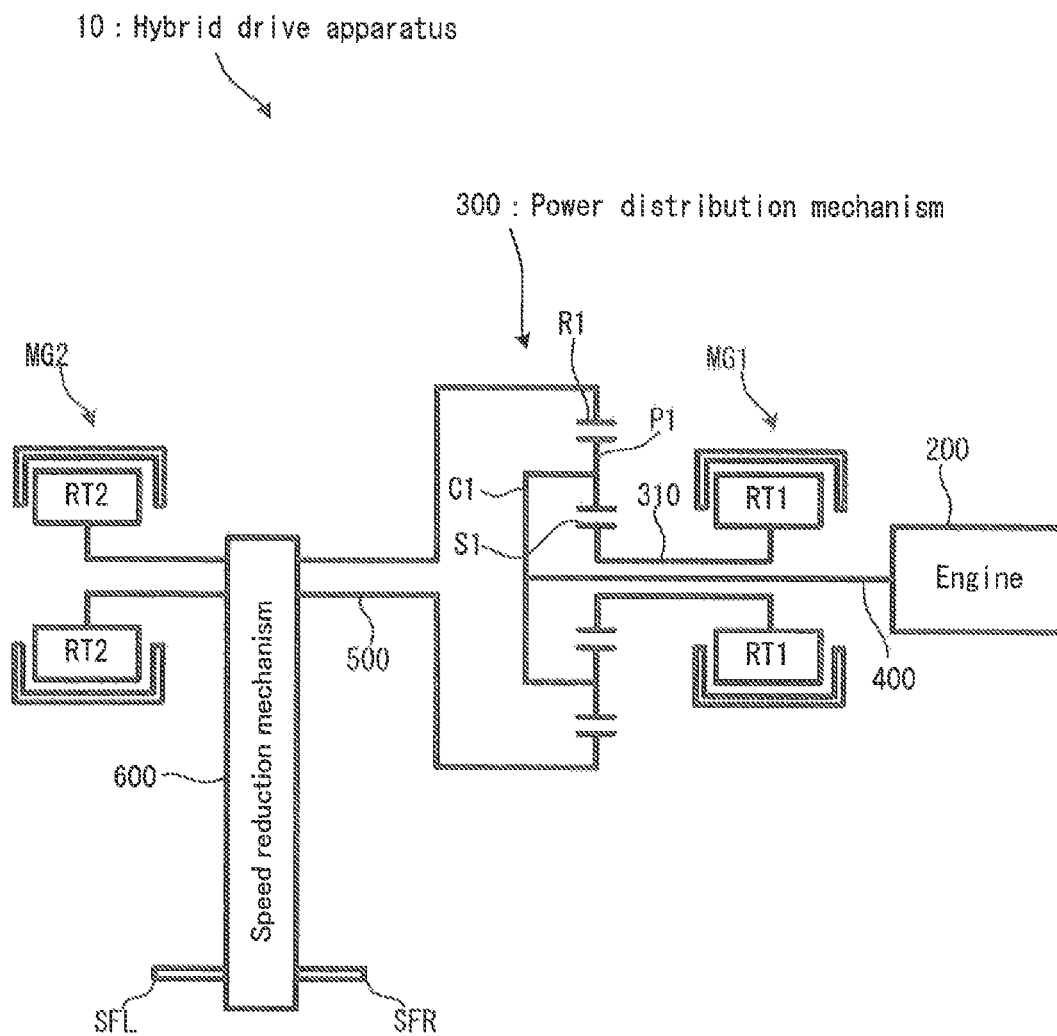 10 : Hybrid drive apparatus
300 : Power distribution mechanism
R1
MG2
MG1
P1
200
C1
310
RT2
RT1
S1
Engine
RT2
RT1
500
400
600
Speed reduction mechanism
SFL
SFR